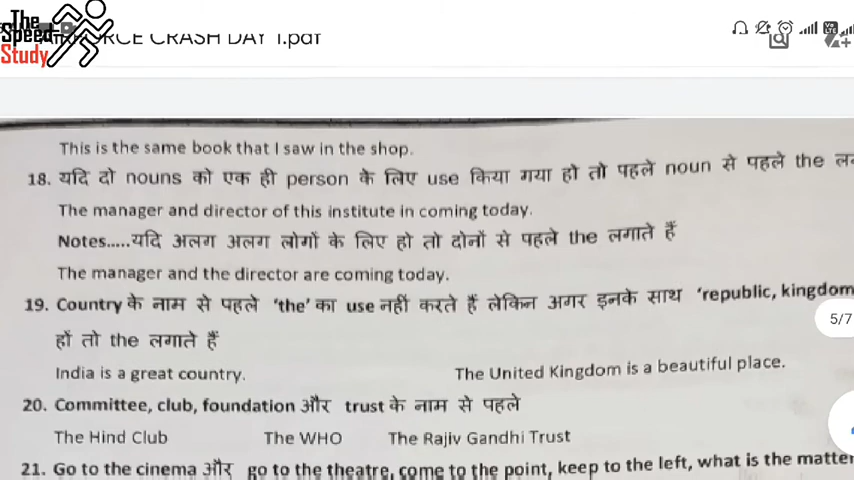 The
Speed
Study
CRASH DAY 1.pdf
This is the same book that I saw in the shop.
18. यदि दो nouns को एक ही person के लिए use किया गया हो तो पहले noun से पहले the
The manager and director of this institute in coming today.
Notes.....यदि अलग अलग लोगों के लिए हो तो दोनों से पहले the लगाते हैं
The manager and the director are coming today.
19. Country के नाम से पहले 'the' का use नहीं करते हैं लेकिन अगर इनके साथ 'republic, kingdom
5/7
हों तो the लगाते हैं
India is a great country. The United Kingdom is a beautiful place.
20. Committee, club, foundation और trust के नाम से पहले
The Hind Club The WHO The Rajiv Gandhi Trust
21. Go to the cinema और go to the theatre, come to the point, keep to the left, what is the matter